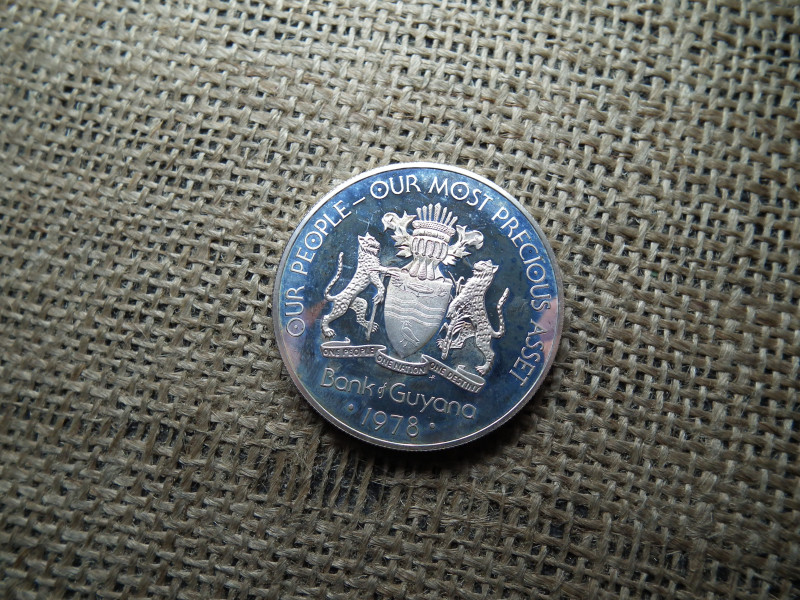 OUR PEOPLE – OUR MOST PRECIOUS ASSET
ONE PEOPLE ONE NATION ONE DESTINY
Bank of Guyana
· 1978 ·